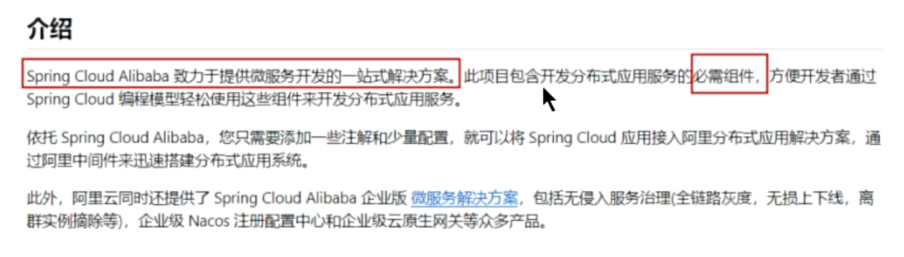 介绍
Spring Cloud Alibaba 致力于提供微服务开发的一站式解决方案。此项目包含开发分布式应用服务的必需组件，方便开发者通过
Spring Cloud 编程模型轻松使用这些组件来开发分布式应用服务。
依托 Spring Cloud Alibaba，您只需要添加一些注解和少量配置，就可以将 Spring Cloud 应用接入阿里分布式应用解决方案，通
过阿里中间件来迅速搭建分布式应用系统。
此外，阿里云同时还提供了 Spring Cloud Alibaba 企业版 微服务解决方案，包括无侵入服务治理(全链路灰度，无损上下线，离
群实例摘除等)，企业级 Nacos 注册配置中心和企业级云原生网关等众多产品。